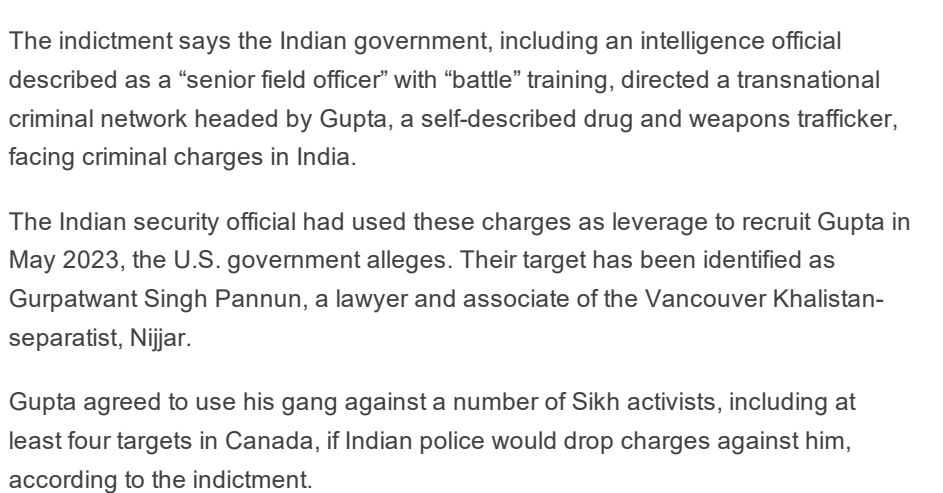 The indictment says the Indian government, including an intelligence official
described as a “senior field officer” with “battle” training, directed a transnational
criminal network headed by Gupta, a self-described drug and weapons trafficker,
facing criminal charges in India.
The Indian security official had used these charges as leverage to recruit Gupta in
May 2023, the U.S. government alleges. Their target has been identified as
Gurpatwant Singh Pannun, a lawyer and associate of the Vancouver Khalistan-
separatist, Nijjar.
Gupta agreed to use his gang against a number of Sikh activists, including at
least four targets in Canada, if Indian police would drop charges against him,
according to the indictment.